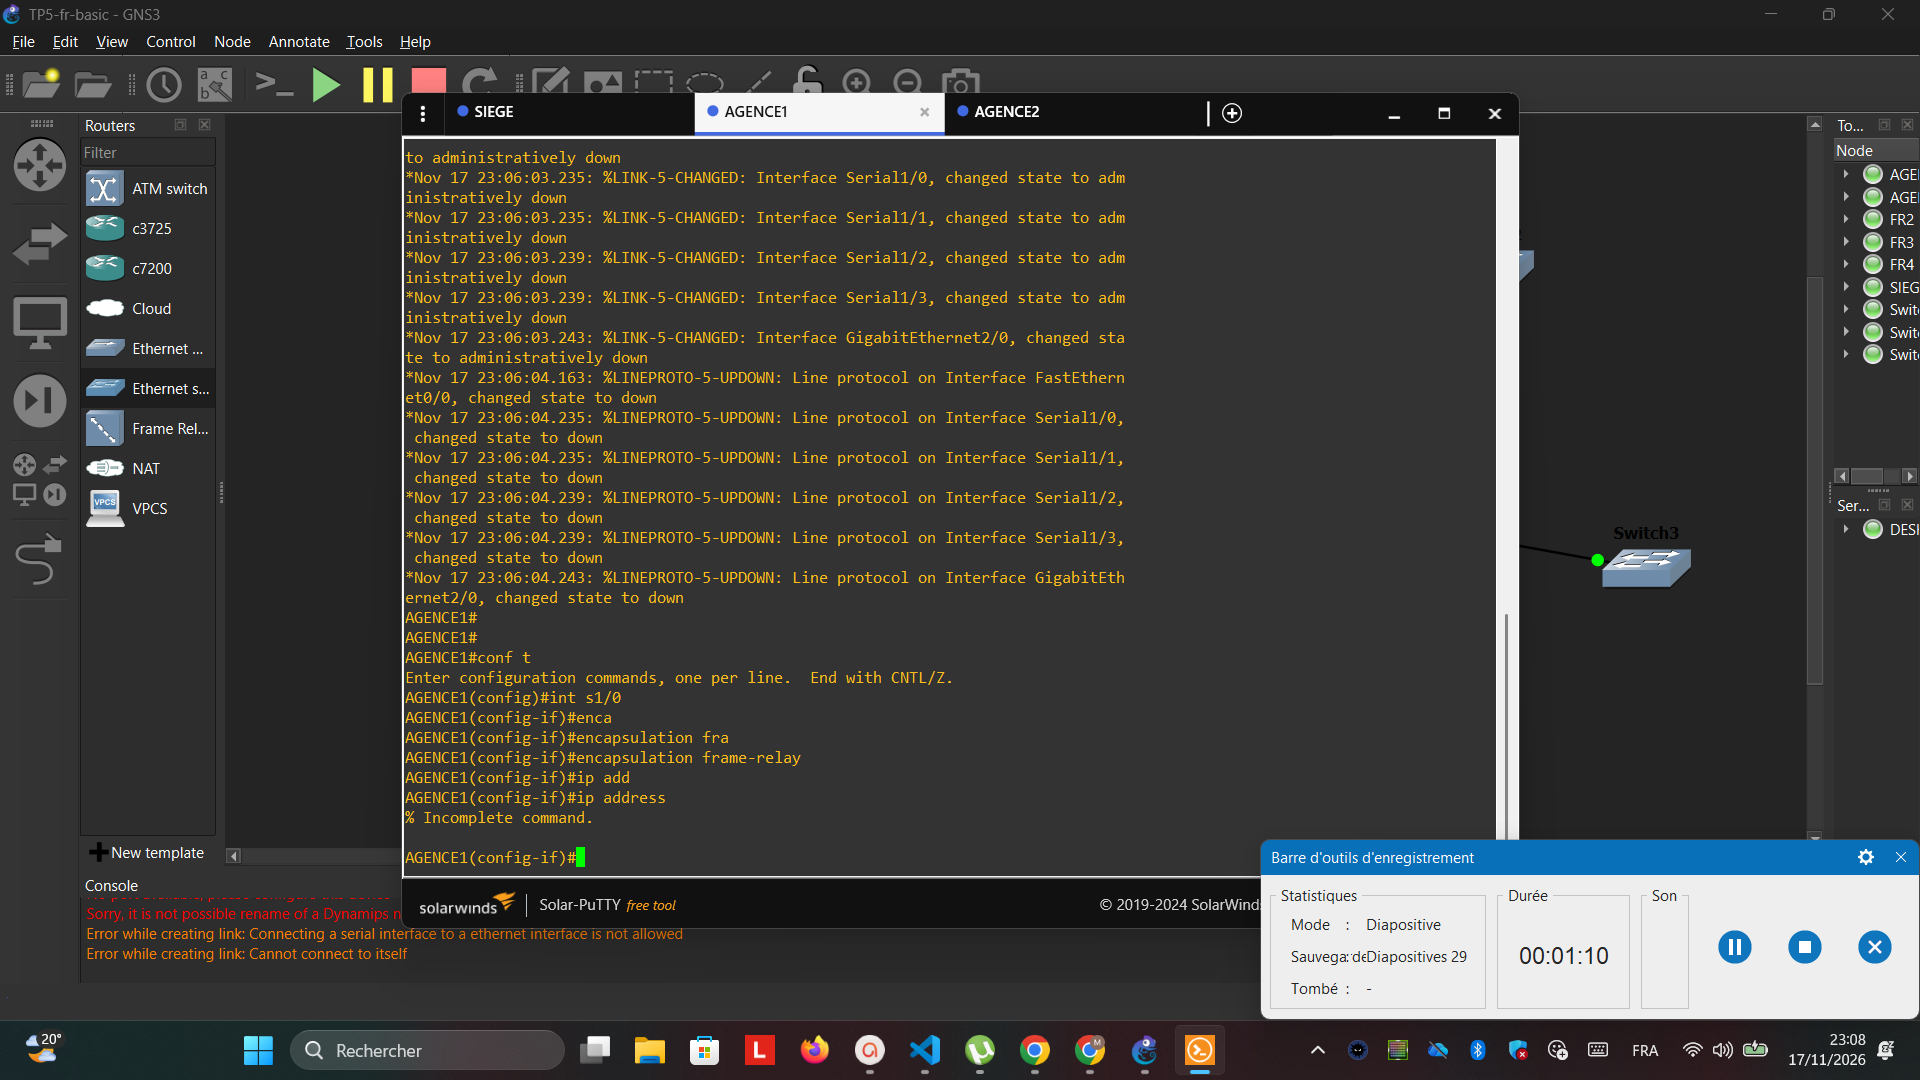 TP5-fr-basic - GNS3
File Edit View Control Node Annotate Tools Help
SIEGE
AGENCE1
AGENCE2
Routers
Filter
ATM switch
c3725
c7200
Cloud
Ethernet ...
Ethernet s...
Frame Rel...
NAT
VPCS
New template
to administratively down
*Nov 17 23:06:03.235: %LINK-5-CHANGED: Interface Serial1/0, changed state to adm
inistratively down
*Nov 17 23:06:03.235: %LINK-5-CHANGED: Interface Serial1/1, changed state to adm
inistratively down
*Nov 17 23:06:03.239: %LINK-5-CHANGED: Interface Serial1/2, changed state to adm
inistratively down
*Nov 17 23:06:03.239: %LINK-5-CHANGED: Interface Serial1/3, changed state to adm
inistratively down
*Nov 17 23:06:03.243: %LINK-5-CHANGED: Interface GigabitEthernet2/0, changed sta
te to administratively down
*Nov 17 23:06:04.163: %LINEPROTO-5-UPDOWN: Line protocol on Interface FastEthern
et0/0, changed state to down
*Nov 17 23:06:04.235: %LINEPROTO-5-UPDOWN: Line protocol on Interface Serial1/0,
changed state to down
*Nov 17 23:06:04.235: %LINEPROTO-5-UPDOWN: Line protocol on Interface Serial1/1,
changed state to down
*Nov 17 23:06:04.239: %LINEPROTO-5-UPDOWN: Line protocol on Interface Serial1/2,
changed state to down
*Nov 17 23:06:04.239: %LINEPROTO-5-UPDOWN: Line protocol on Interface Serial1/3,
changed state to down
*Nov 17 23:06:04.243: %LINEPROTO-5-UPDOWN: Line protocol on Interface GigabitEth
ernet2/0, changed state to down
AGENCE1#
AGENCE1#
AGENCE1#conf t
Enter configuration commands, one per line.  End with CNTL/Z.
AGENCE1(config)#int s1/0
AGENCE1(config-if)#enca
AGENCE1(config-if)#encapsulation fra
AGENCE1(config-if)#encapsulation frame-relay
AGENCE1(config-if)#ip add
AGENCE1(config-if)#ip address
% Incomplete command.
AGENCE1(config-if)#
solarwinds
Solar-PuTTY free tool
© 2019-2024 SolarWinds
To...
Node
AGE
AGE
FR2
FR3
FR4
SIEG
Swit
Swit
Swit
Ser...
DESI
Switch3
Console
Sorry, it is not possible rename of a Dynamips n
Error while creating link: Connecting a serial interface to a ethernet interface is not allowed
Error while creating link: Cannot connect to itself
Barre d'outils d'enregistrement
Statistiques
Mode : Diapositive
Sauvega: de Diapositives 29
Tombé : -
Durée
00:01:10
Son
20°
Rechercher
FRA
23:08
17/11/2026